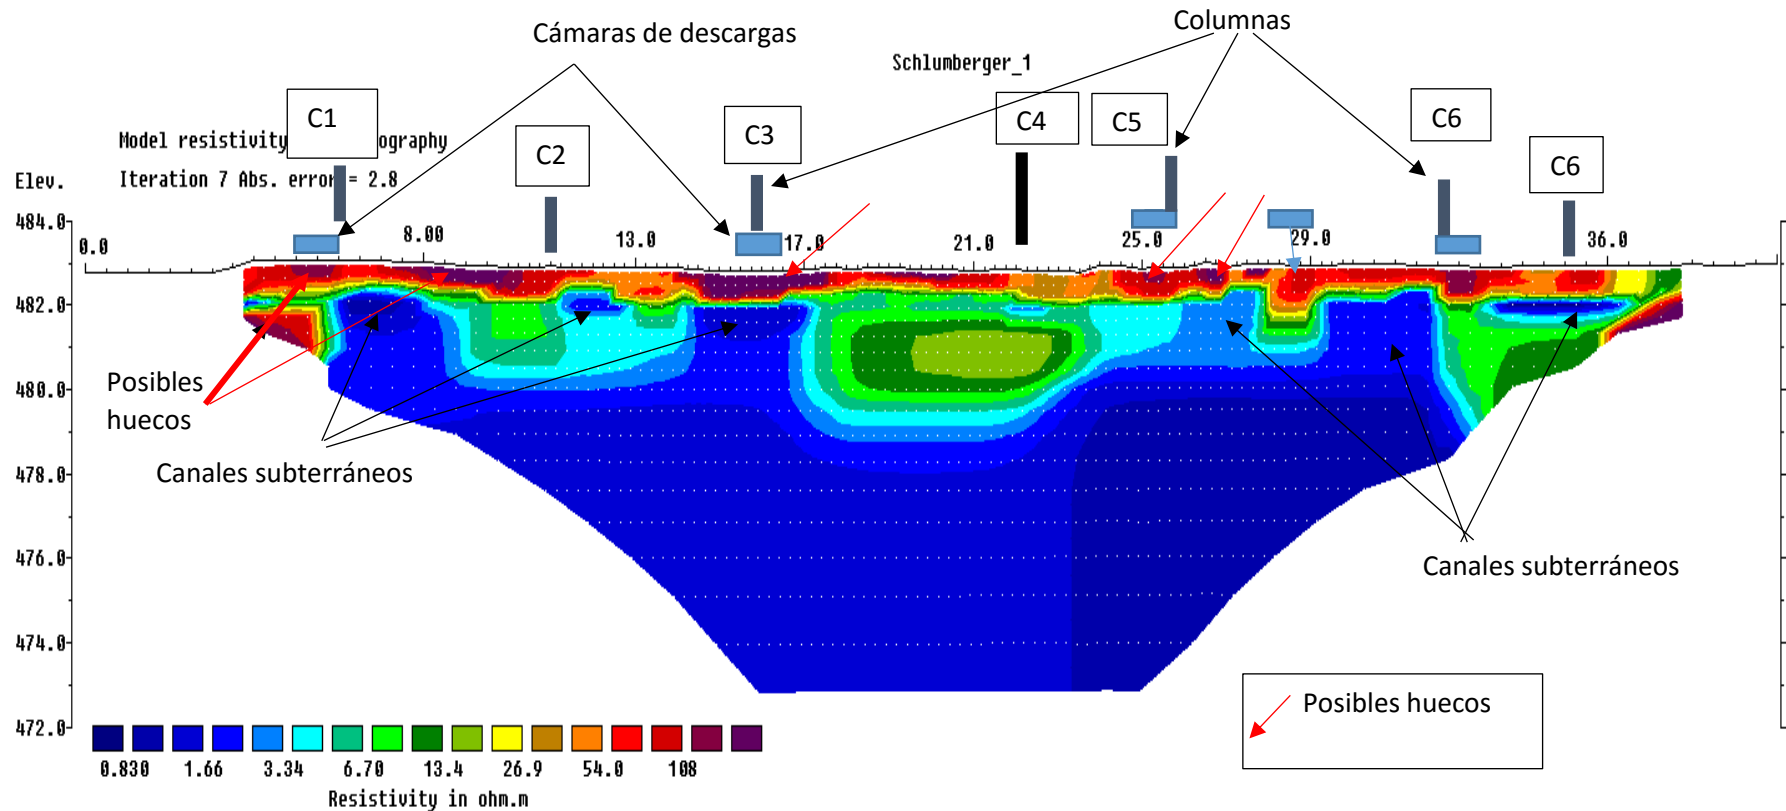 Cámaras de descargas
Columnas
Schlumberger_1
C1
C2
C3
C4
C5
C6
C6
Model resistivity ography
Elev.
Iteration 7 Abs. error = 2.8
484.0
0.0
8.00
13.0
17.0
21.0
25.0
29.0
36.0
482.0
480.0
478.0
476.0
474.0
472.0
Posibles
huecos
Canales subterráneos
Canales subterráneos
Posibles huecos
0.830 1.66 3.34 6.70 13.4 26.9 54.0 108
Resistivity in ohm.m